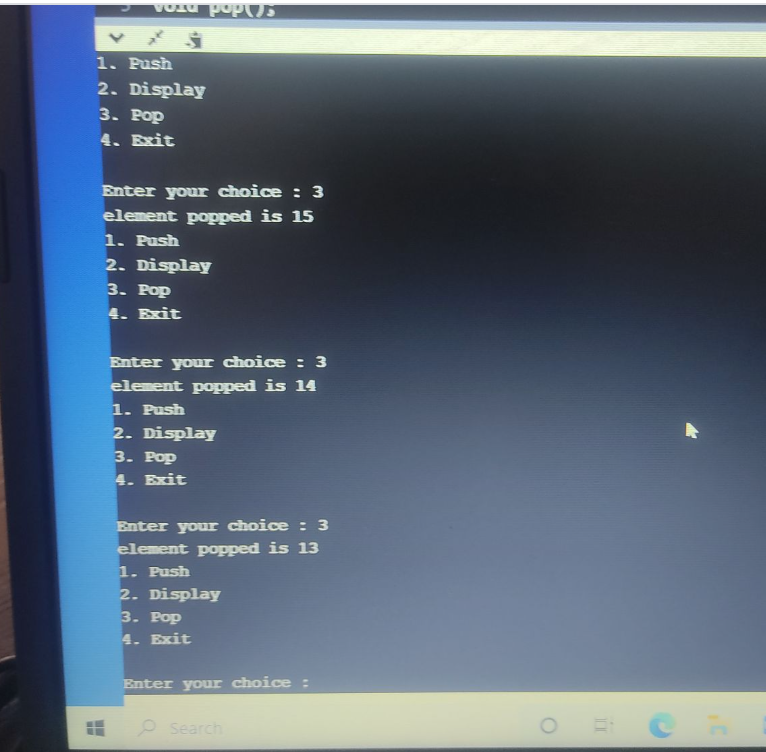 3 void pop();
1. Push
2. Display
3. Pop
4. Exit
Enter your choice : 3
element popped is 15
1. Push
2. Display
3. Pop
4. Exit
Enter your choice : 3
element popped is 14
1. Push
2. Display
3. Pop
4. Exit
Enter your choice : 3
element popped is 13
1. Push
2. Display
3. Pop
4. Exit
Enter your choice :
Search